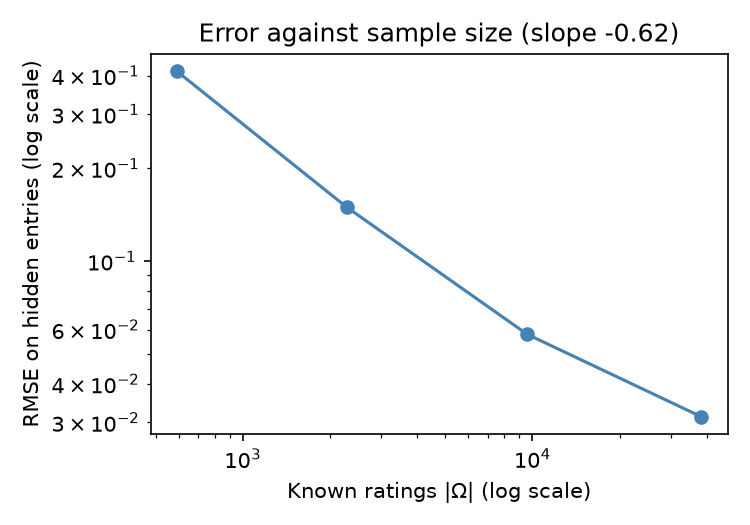 Error against sample size (slope -0.62)
RMSE on hidden entries (log scale)
4 × 10⁻¹
3 × 10⁻¹
2 × 10⁻¹
10⁻¹
6 × 10⁻²
4 × 10⁻²
3 × 10⁻²
10³
10⁴
Known ratings |Ω| (log scale)